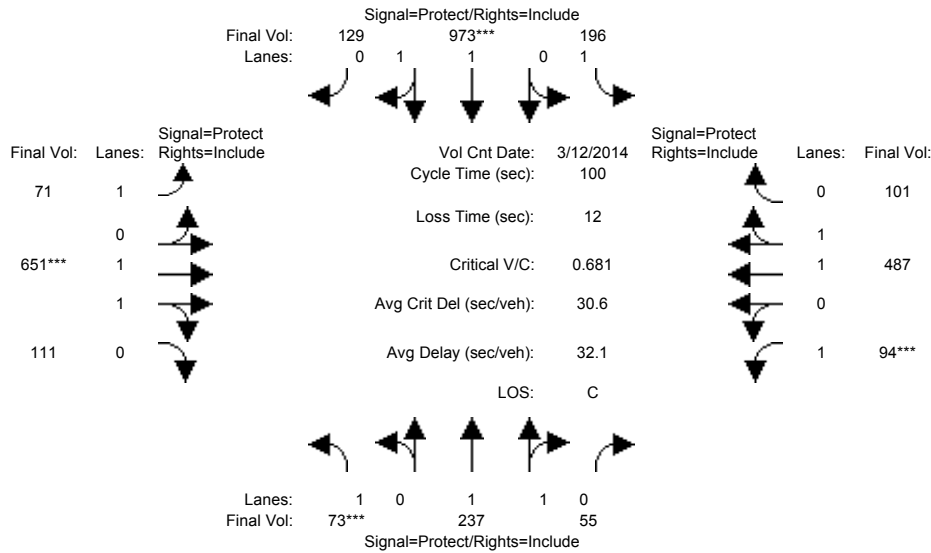 Signal=Protect/Rights=Include
Final Vol: 129 973*** 196
Lanes: 0 1 1 0 1
Signal=Protect Signal=Protect
Final Vol: Lanes: Rights=Include Vol Cnt Date: 3/12/2014 Rights=Include Lanes: Final Vol:
Cycle Time (sec): 100
71 1 0 101
Loss Time (sec): 12
0 1
651*** 1 Critical V/C: 0.681 1 487
1 Avg Crit Del (sec/veh): 30.6 0
111 0 Avg Delay (sec/veh): 32.1 1 94***
LOS: C
Lanes: 1 0 1 1 0
Final Vol: 73*** 237 55
Signal=Protect/Rights=Include